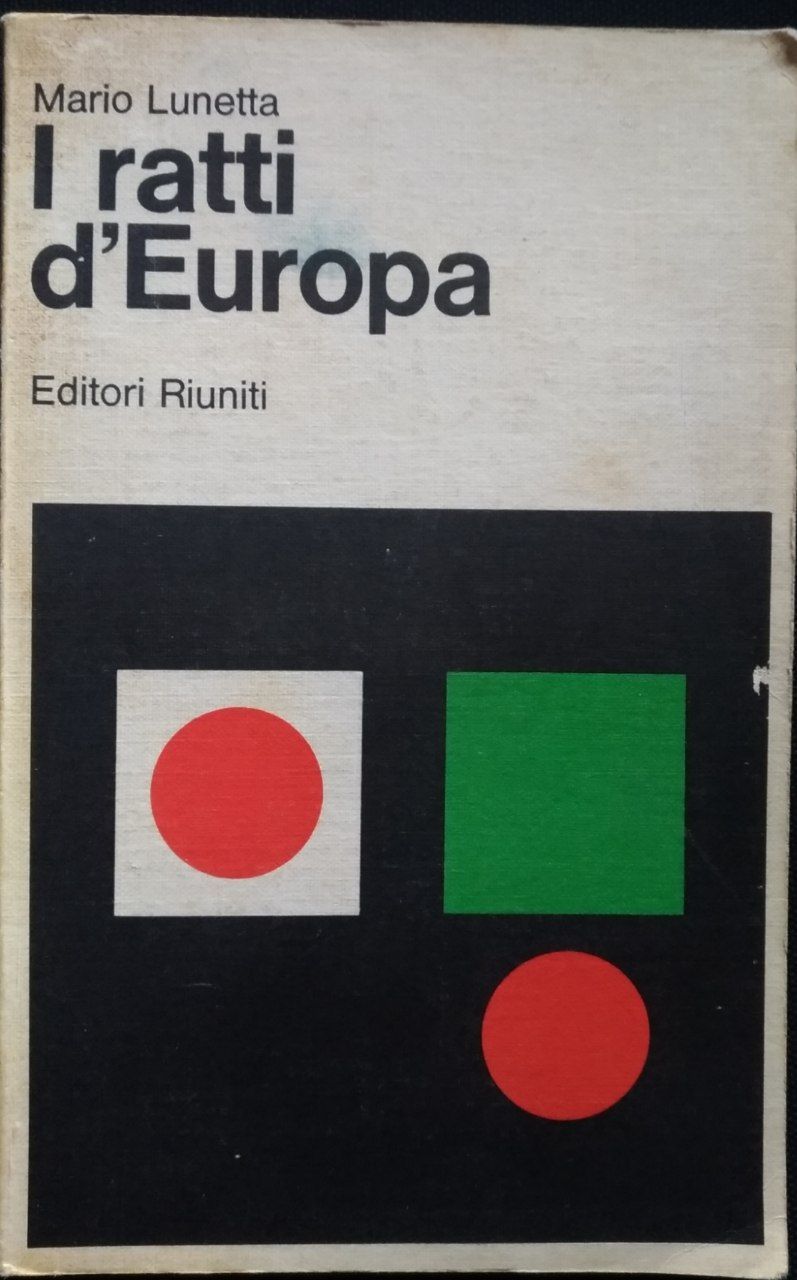 Mario Lunetta
I ratti
d'Europa
Editori Riuniti